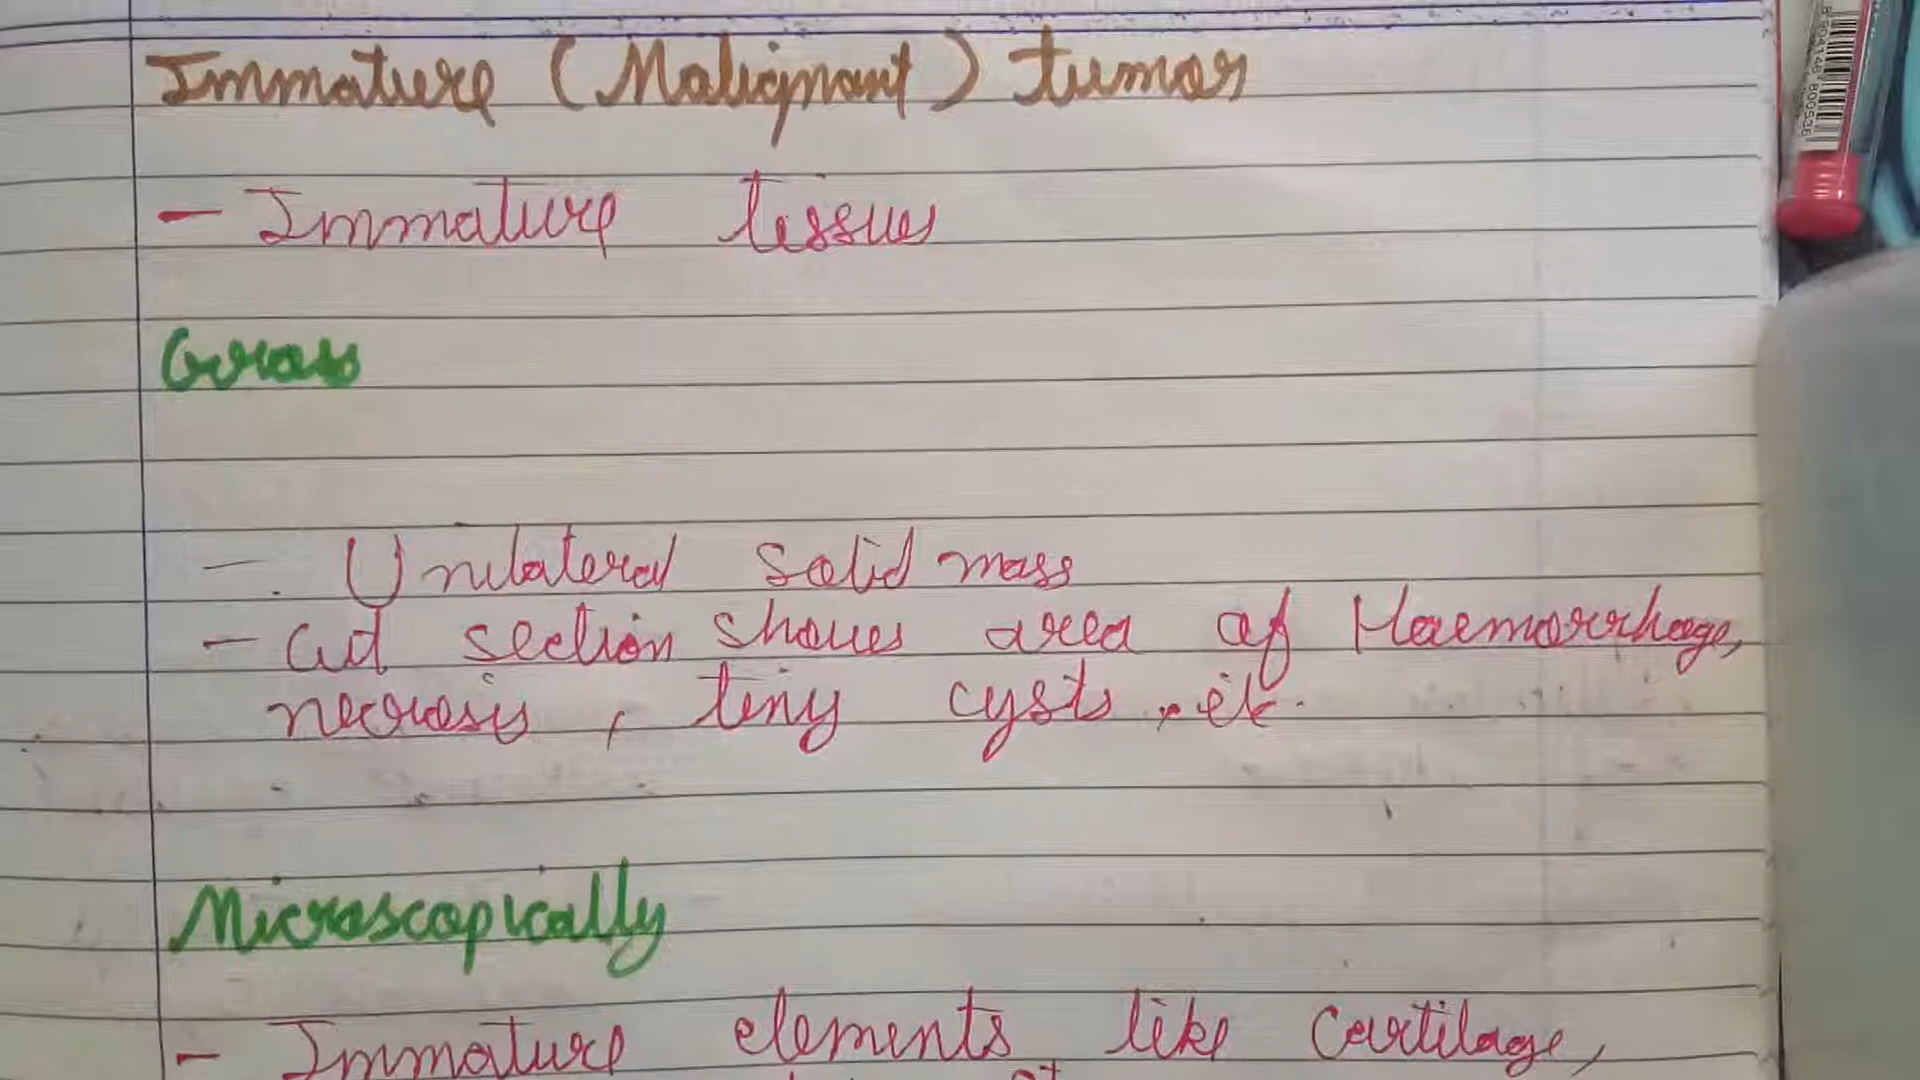 Immature (Malignant) tumor
- Immature tissues
Gross
- Unilateral solid mass
- Cut section shows area of Haemorrhage,
necrosis, tiny cysts, etc.
Microscopically
- Immature elements like Cartilage,